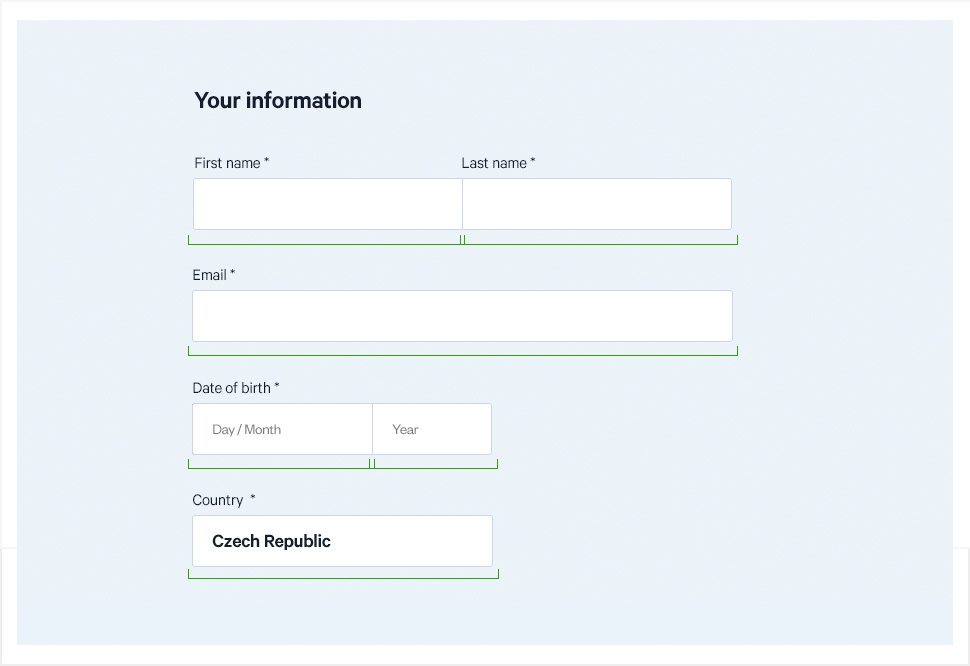 Your information
First name * Last name *
Email *
Date of birth *
Day / Month Year
Country *
Czech Republic